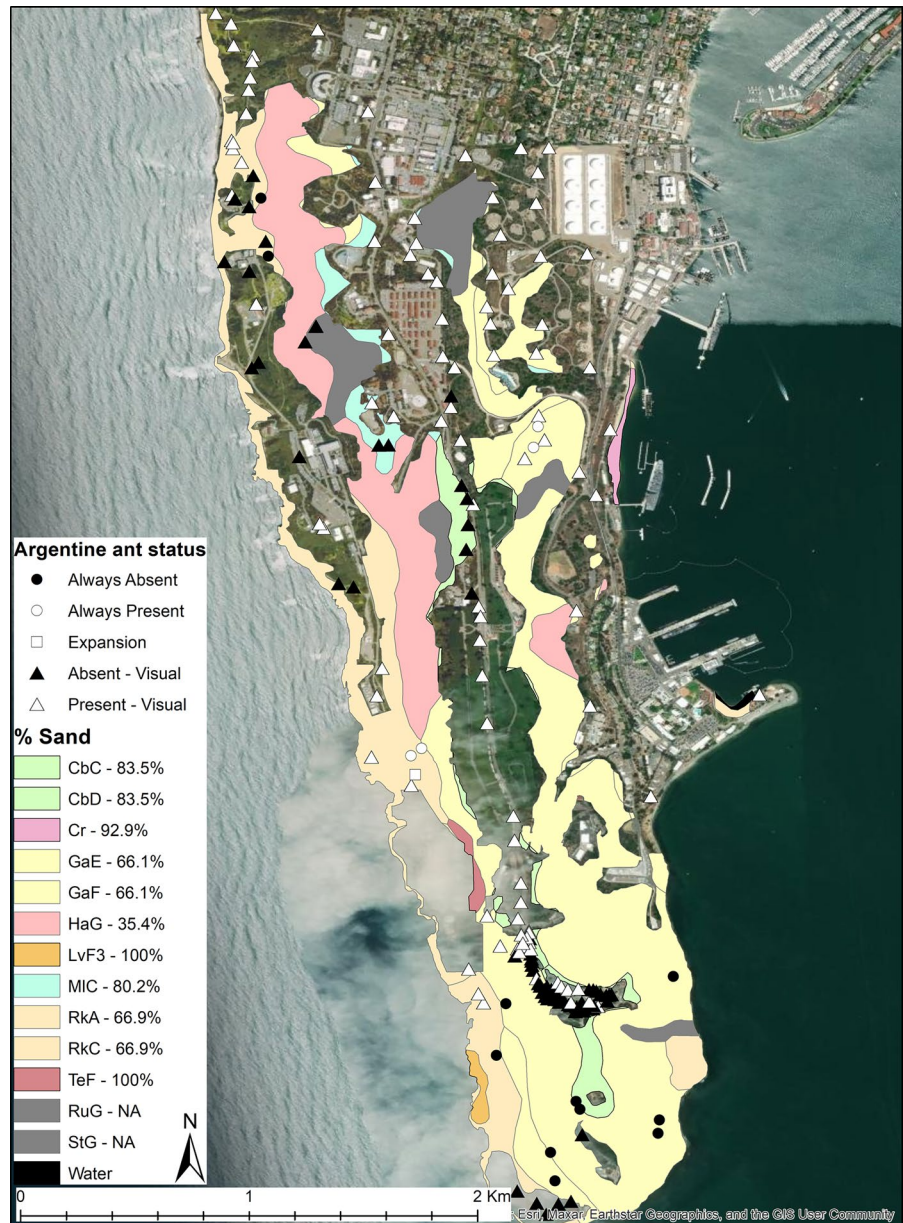 Argentine ant status
Always Absent
Always Present
Expansion
Absent - Visual
Present - Visual
% Sand
CbC - 83.5%
CbD - 83.5%
Cr - 92.9%
GaE - 66.1%
GaF - 66.1%
HaG - 35.4%
LvF3 - 100%
MlC - 80.2%
RkA - 66.9%
RkC - 66.9%
TeF - 100%
RuG - NA
StG - NA
Water
N
0 1 2 Km
Esri, Maxar, Earthstar Geographics, and the GIS User Community